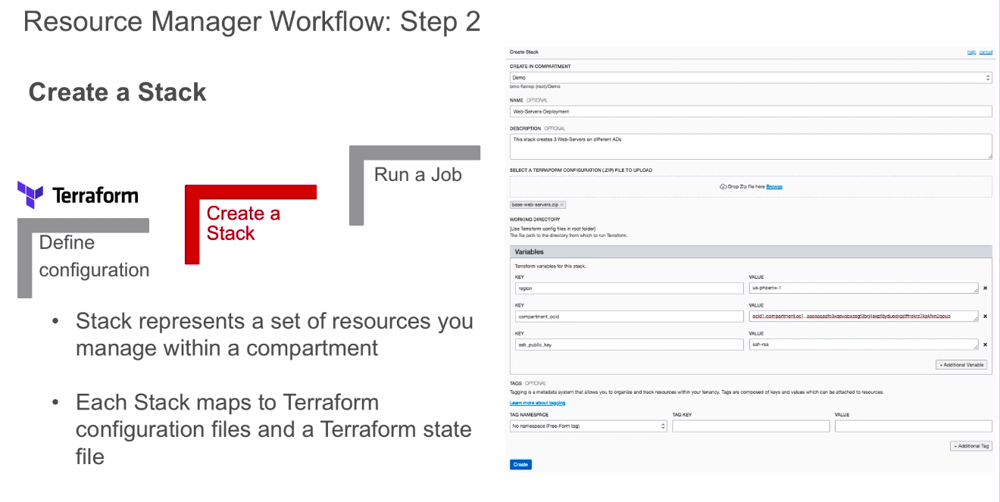 Resource Manager Workflow: Step 2
Create a Stack
Terraform
Define
configuration
Create a
Stack
Run a Job
• Stack represents a set of resources you
manage within a compartment
• Each Stack maps to Terraform
configuration files and a Terraform state
file
Create Stack
help cancel
CREATE IN COMPARTMENT
Demo
bmc-flaviop (root)/Demo
NAME OPTIONAL
Web-Servers-Deployment
DESCRIPTION OPTIONAL
This stack creates 3 Web-Servers on different ADs
SELECT A TERRAFORM CONFIGURATION (.ZIP) FILE TO UPLOAD
Drop Zip file here Browse
base-web-servers.zip ×
WORKING DIRECTORY
[Use Terraform config files in root folder]
The file path to the directory from which to run Terraform.
Variables
Terraform variables for this stack.
KEY VALUE
region us-phoenix-1 ×
KEY VALUE
compartment_ocid ×
KEY VALUE
ssh_public_key ssh-rsa ×
+ Additional Variable
TAGS OPTIONAL
Tagging is a metadata system that allows you to organize and track resources within your tenancy. Tags are composed of keys and values which can be attached to resources.
Learn more about tagging
TAG NAMESPACE TAG KEY VALUE
No namespace (Free-Form tag)
+ Additional Tag
Create